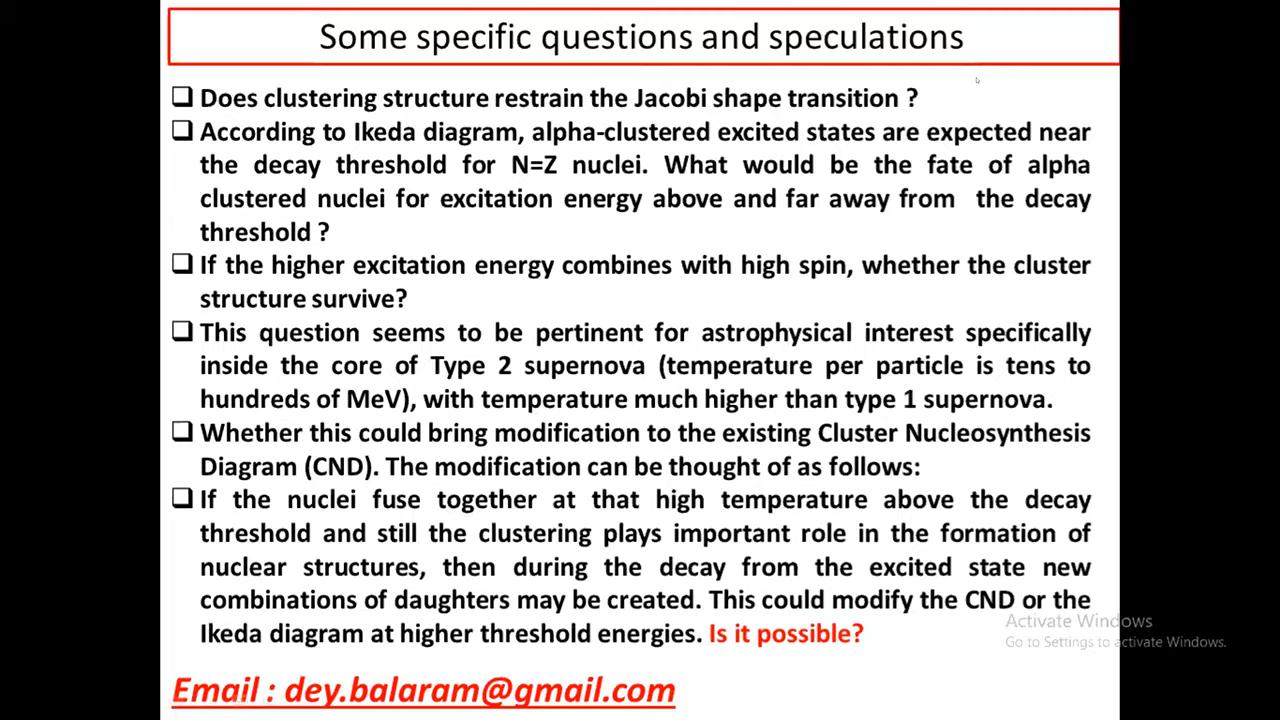 Some specific questions and speculations
❑ Does clustering structure restrain the Jacobi shape transition ?
❑ According to Ikeda diagram, alpha-clustered excited states are expected near
the decay threshold for N=Z nuclei. What would be the fate of alpha
clustered nuclei for excitation energy above and far away from the decay
threshold ?
❑ If the higher excitation energy combines with high spin, whether the cluster
structure survive?
❑ This question seems to be pertinent for astrophysical interest specifically
inside the core of Type 2 supernova (temperature per particle is tens to
hundreds of MeV), with temperature much higher than type 1 supernova.
❑ Whether this could bring modification to the existing Cluster Nucleosynthesis
Diagram (CND). The modification can be thought of as follows:
❑ If the nuclei fuse together at that high temperature above the decay
threshold and still the clustering plays important role in the formation of
nuclear structures, then during the decay from the excited state new
combinations of daughters may be created. This could modify the CND or the
Ikeda diagram at higher threshold energies. Is it possible?
Activate Windows
Go to Settings to activate Windows.
Email : dey.balaram@gmail.com